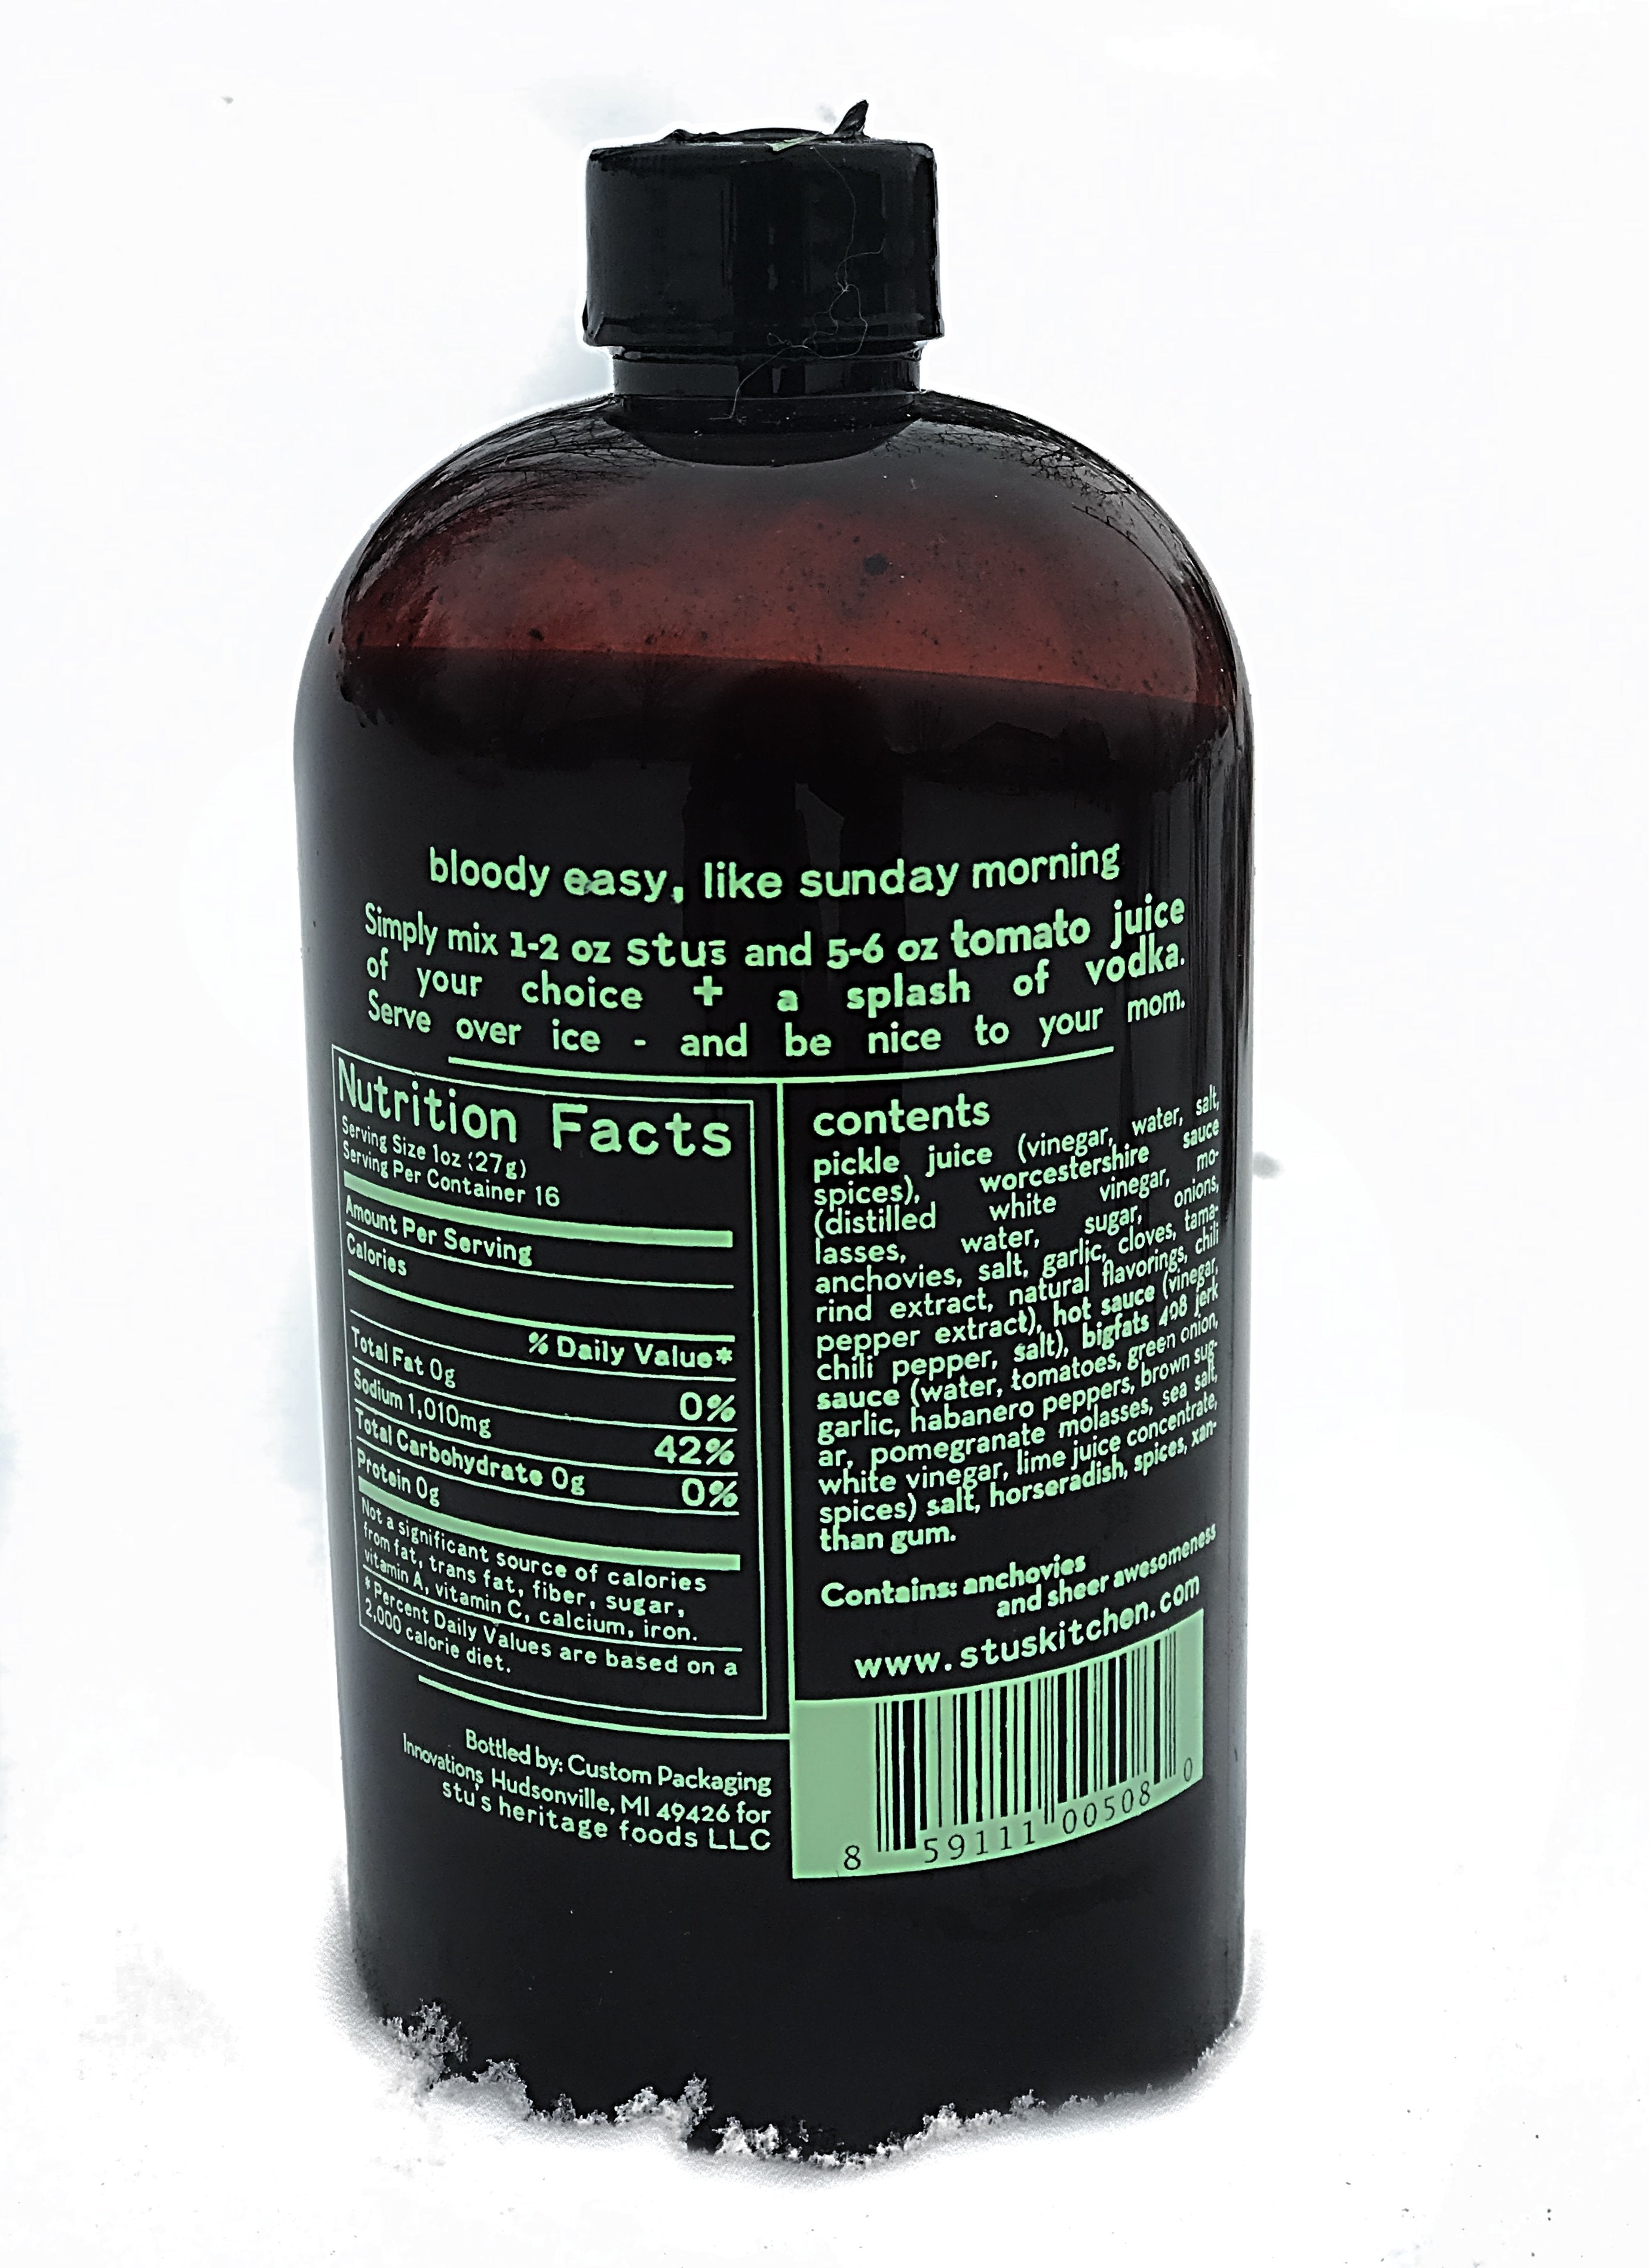 bloody easy, like sunday morning
Simply mix 1-2 oz stus and 5-6 oz tomato juice
of your choice + a splash of vodka.
Serve over ice - and be nice to your mom.
Nutrition Facts
Serving Size 1oz (27g)
Serving Per Container 16
Amount Per Serving
Calories
% Daily Value*
Total Fat 0g 0%
Sodium 1,010mg 42%
Total Carbohydrate 0g 0%
Protein 0g
Not a significant source of calories
from fat, trans fat, fiber, sugar,
vitamin A, vitamin C, calcium, iron.
* Percent Daily Values are based on a
2,000 calorie diet.
Bottled by: Custom Packaging
Innovations, Hudsonville, MI 49426 for
stu's heritage foods LLC
contents
pickle juice (vinegar, water, salt,
spices), worcestershire sauce
(distilled white vinegar, mo-
lasses, water, sugar, onions,
anchovies, salt, garlic, cloves, tama-
rind extract, natural flavorings, chili
pepper extract), hot sauce (vinegar,
chili pepper, salt), bigfats 408 jerk
sauce (water, tomatoes, green onion,
garlic, habanero peppers, brown sug-
ar, pomegranate molasses, sea salt,
white vinegar, lime juice concentrate,
spices) salt, horseradish, spices, xan-
than gum.
Contains: anchovies
and sheer awesomeness
www.stuskitchen.com
8 59111 00508 0